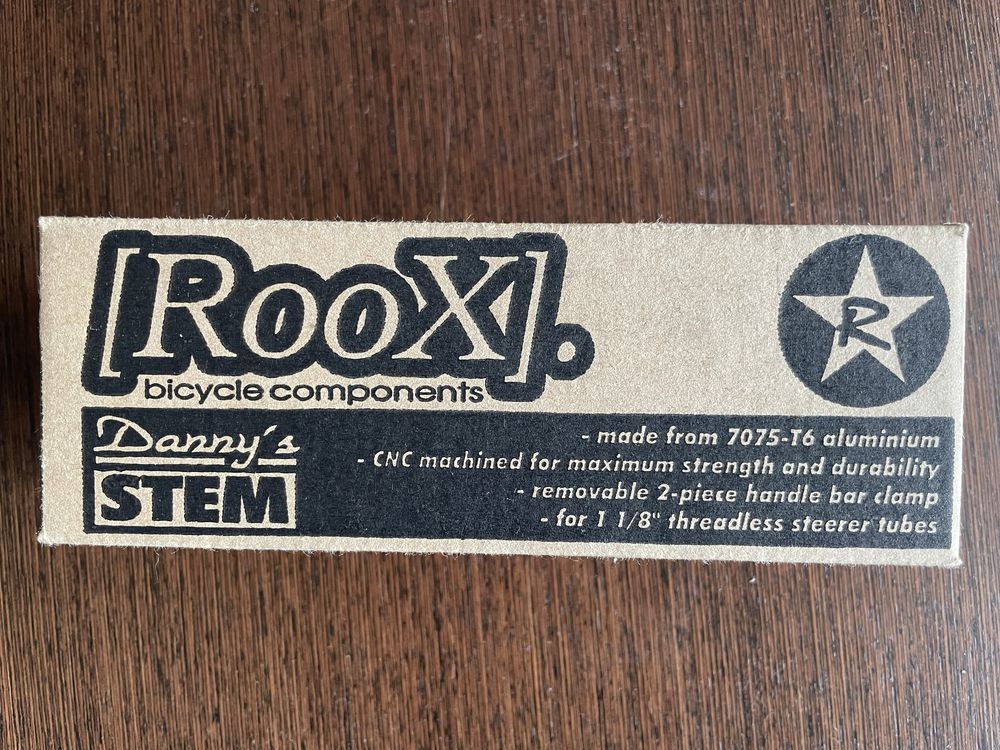 [RooX].
bicycle components
R
Danny's
STEM
- made from 7075-T6 aluminium
- CNC machined for maximum strength and durability
- removable 2-piece handle bar clamp
- for 1 1/8" threadless steerer tubes